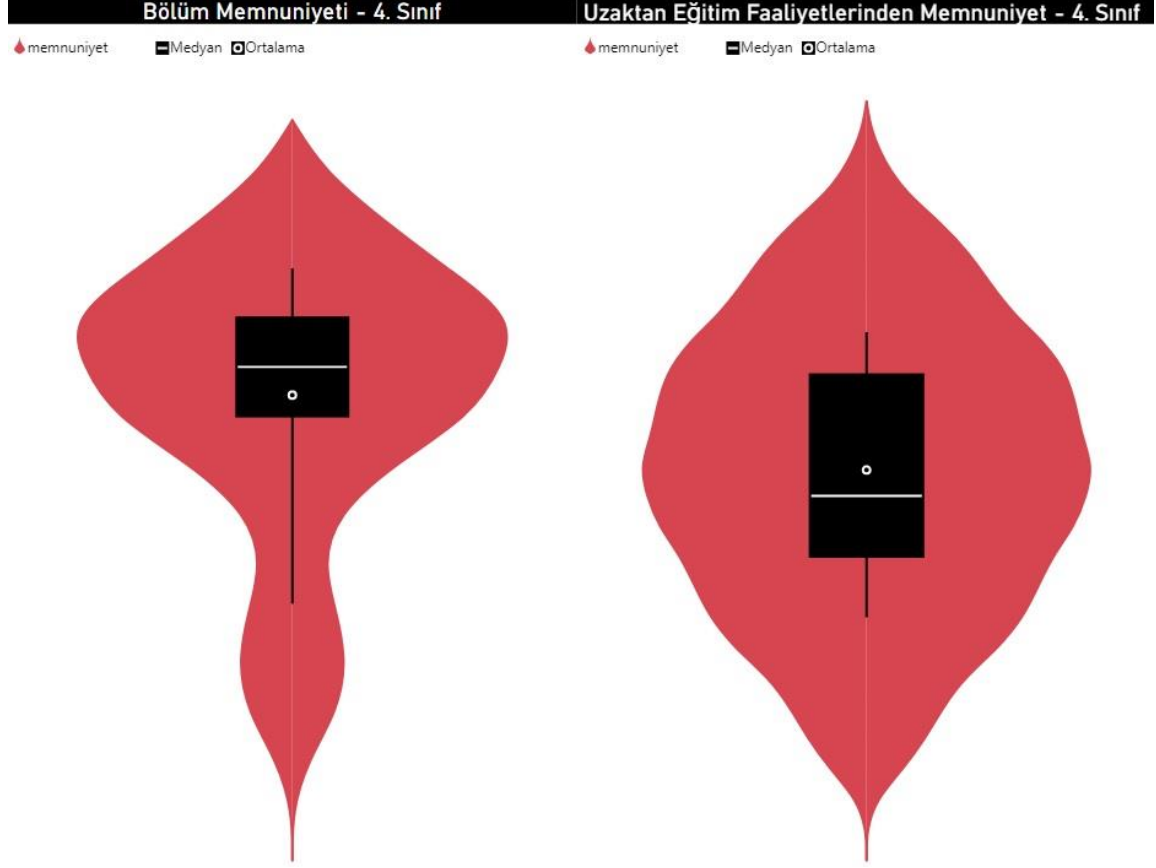 Bölüm Memnuniyeti - 4. Sınıf
memnuniyet Medyan Ortalama
Uzaktan Eğitim Faaliyetlerinden Memnuniyet - 4. Sınıf
memnuniyet Medyan Ortalama